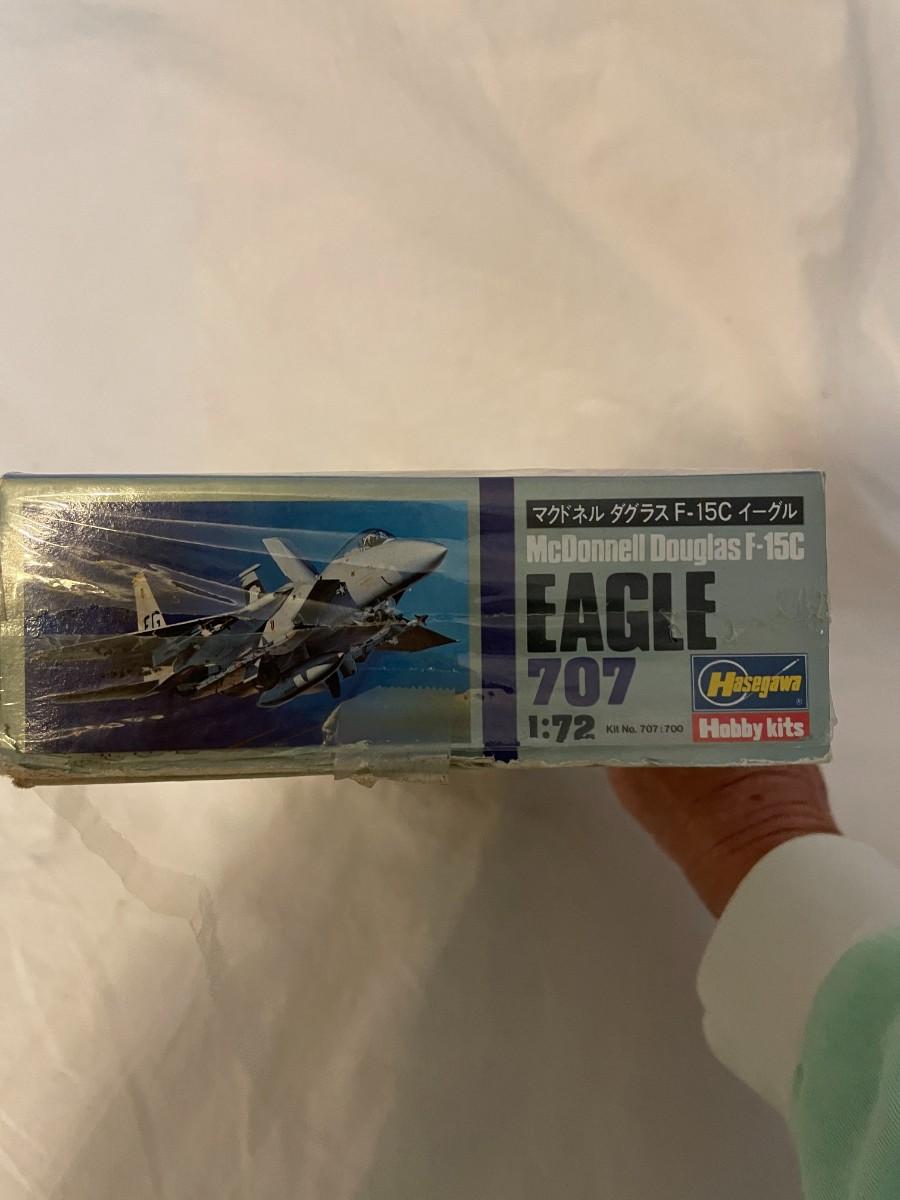 マクドネル ダグラス F-15C イーグル
McDonnell Douglas F-15C
EAGLE
707
1:72 Kit No. 707:700
Hasegawa
Hobby kits
EG